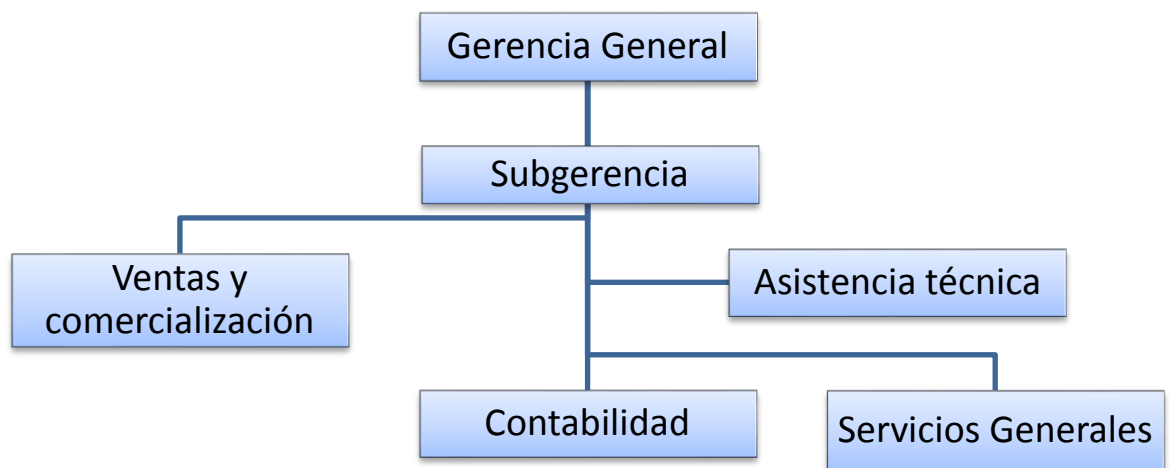 Gerencia General
Subgerencia
Ventas y
comercialización
Asistencia técnica
Contabilidad
Servicios Generales